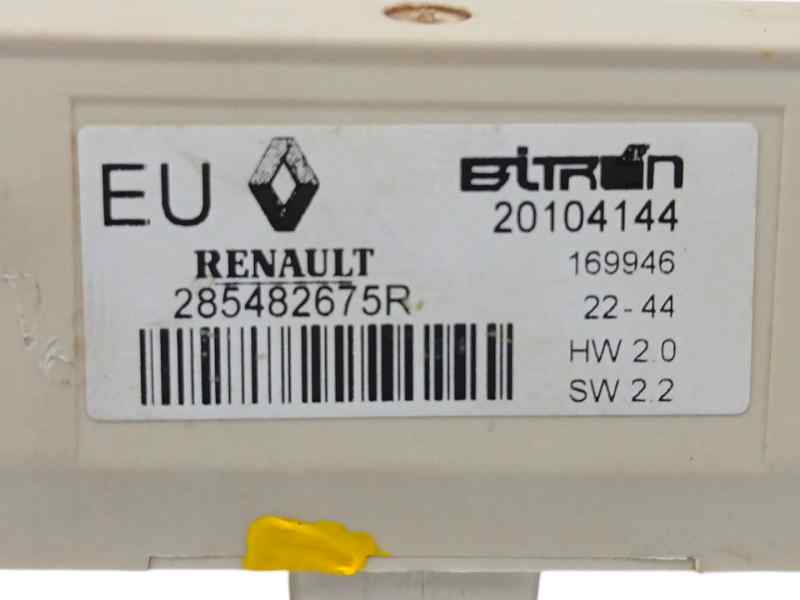 EU
RENAULT
285482675R
BITRON
20104144
169946
22-44
HW 2.0
SW 2.2